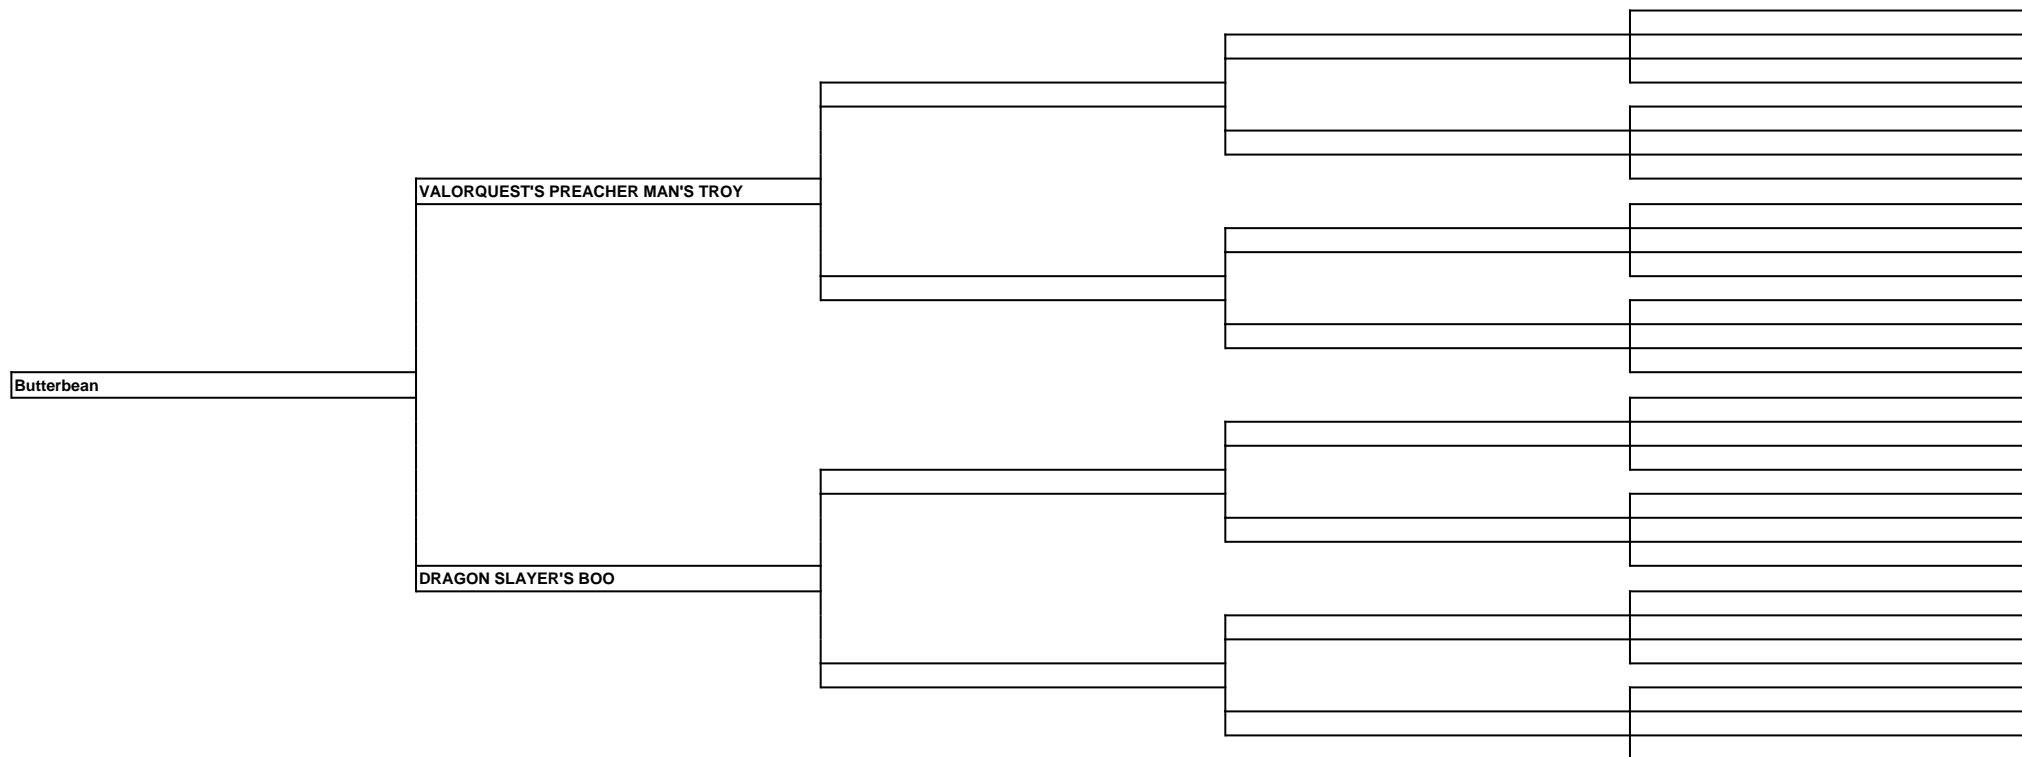 VALORQUEST'S PREACHER MAN'S TROY
Butterbean
DRAGON SLAYER'S BOO